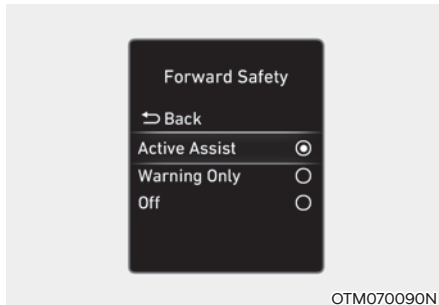 Forward Safety
Back
Active Assist
Warning Only
Off
OTM070090N